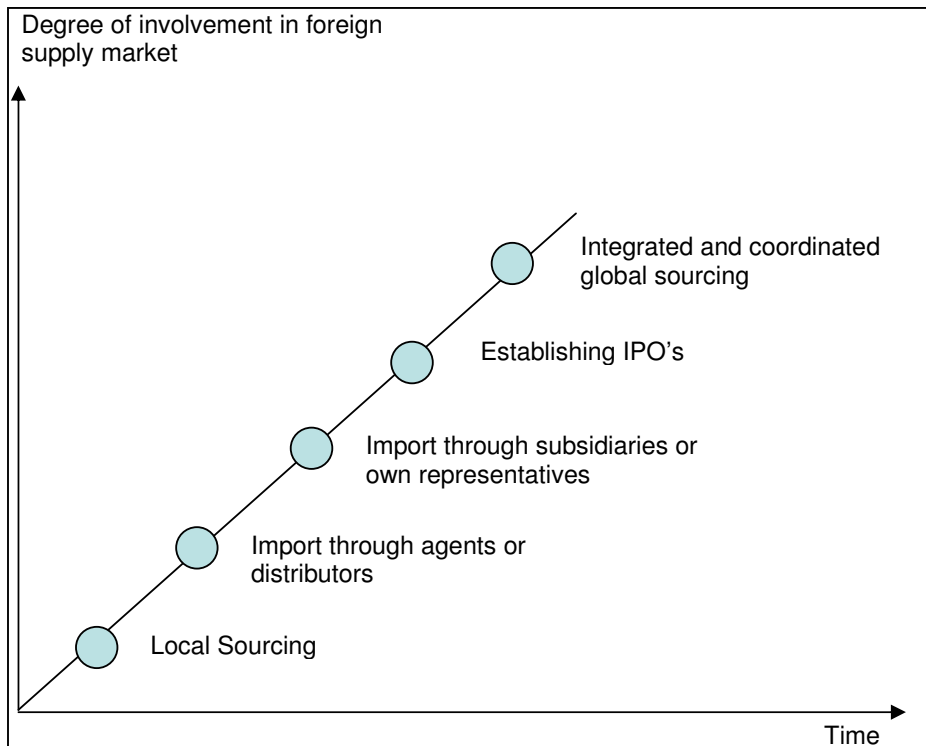 Degree of involvement in foreign
supply market
Integrated and coordinated
global sourcing
Establishing IPO's
Import through subsidiaries or
own representatives
Import through agents or
distributors
Local Sourcing
Time